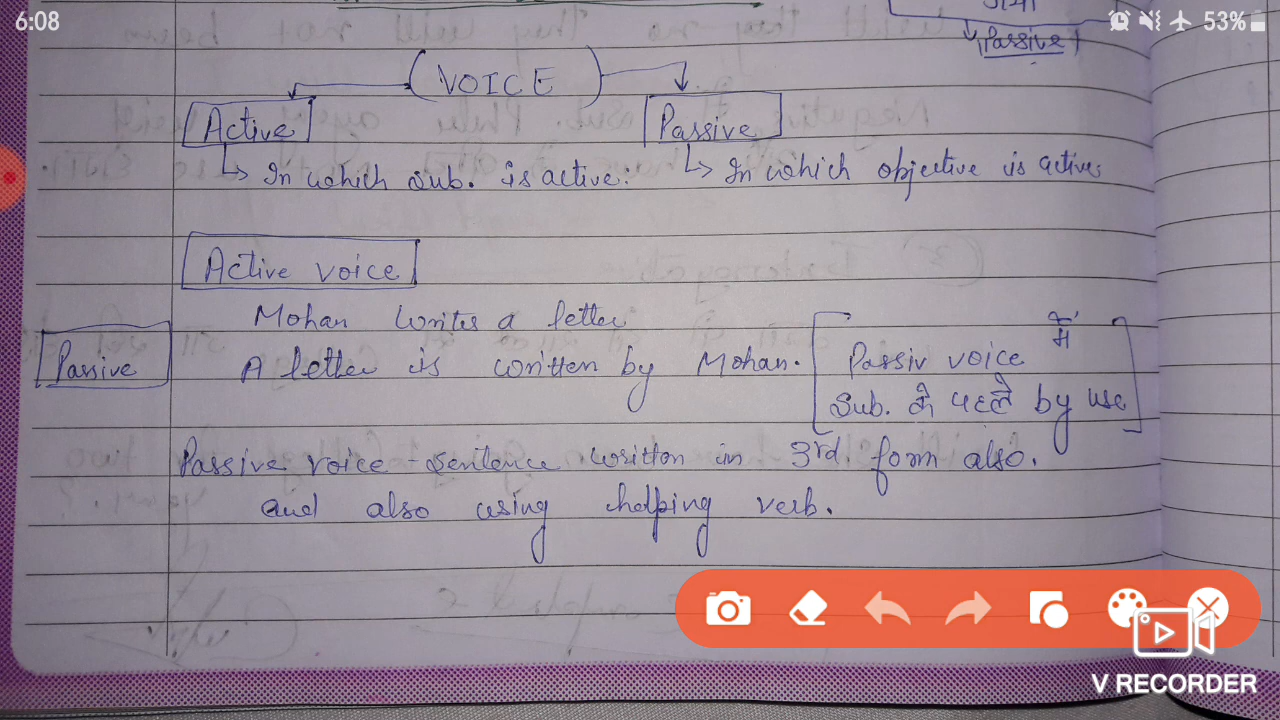 6:08
53%
Passive
(VOICE)
Active
Passive
↳ In which sub. is active:
↳ In which objective is active
Active voice
Mohan writes a letter
Passive
A letter is written by Mohan.
Passiv voice में
Sub. के पहले by use
Passive voice - Sentence written in 3rd. form also.
and also using helping verb.
V RECORDER